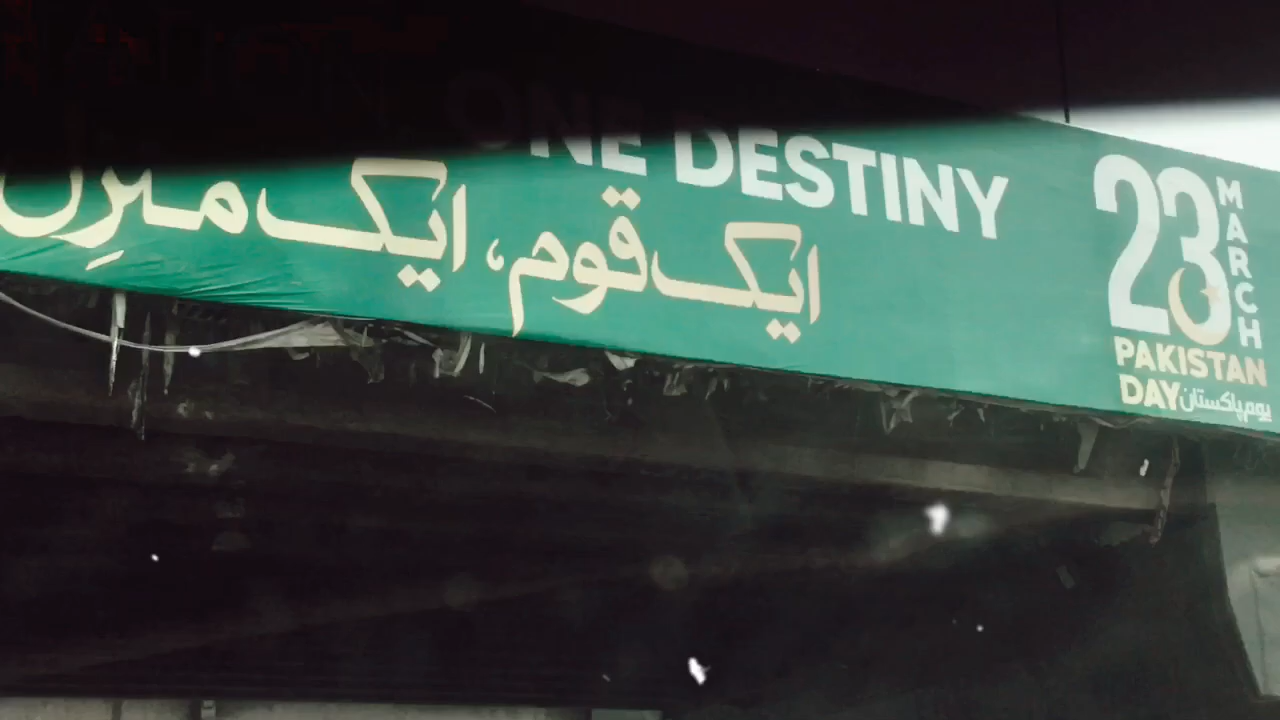 ONE DESTINY
ایک قوم، ایک منزل
23
MARCH
PAKISTAN
DAY یوم پاکستان